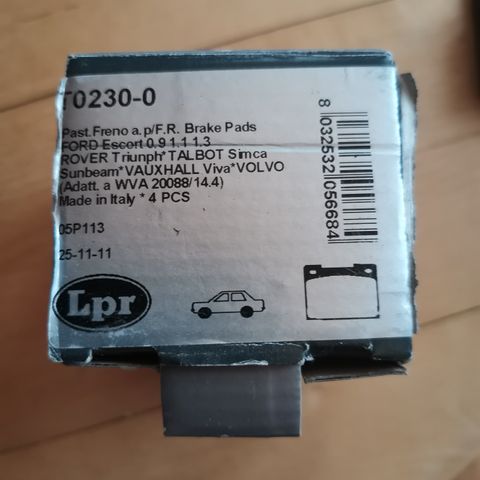 T0230-0
Past.Freno a.p/F.R. Brake Pads
FORD Escort 0.9 1.1 1.3
ROVER Triunph*TALBOT Simca
Sunbeam*VAUXHALL Viva*VOLVO
(Adatt. a WVA 20088/14.4)
Made in Italy * 4 PCS
05P113
25-11-11
Lpr
8 032532 056684